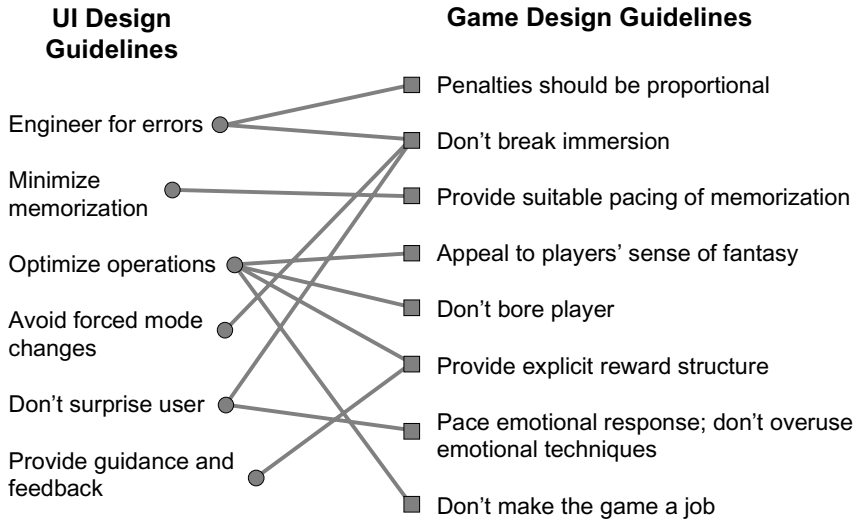 UI Design
Guidelines
Engineer for errors
Minimize
memorization
Optimize operations
Avoid forced mode
changes
Don’t surprise user
Provide guidance and
feedback
Game Design Guidelines
Penalties should be proportional
Don’t break immersion
Provide suitable pacing of memorization
Appeal to players’ sense of fantasy
Don’t bore player
Provide explicit reward structure
Pace emotional response; don’t overuse
emotional techniques
Don’t make the game a job